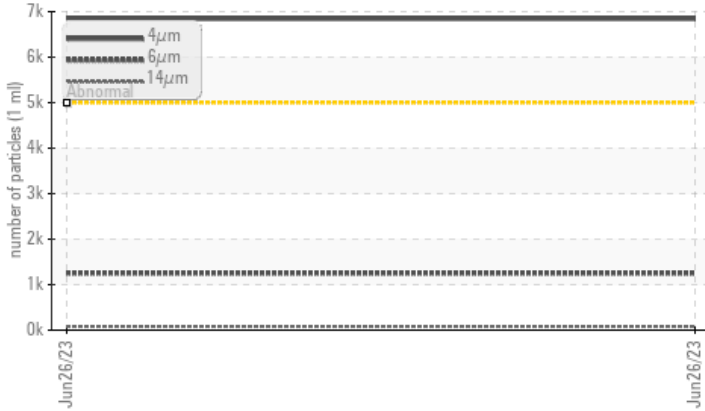 7k
6k
5k
4k
3k
2k
1k
0k
number of particles (1 ml)
4µm
6µm
14µm
Abnormal
Jun26/23
Jun26/23